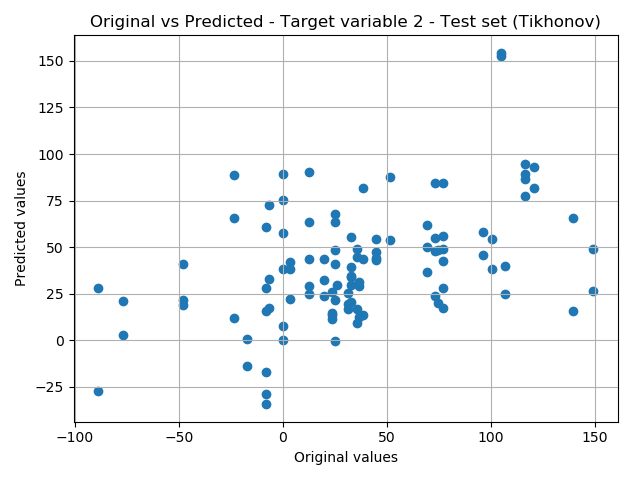 Original vs Predicted - Target variable 2 - Test set (Tikhonov)
Predicted values
150
125
100
75
50
25
0
−25
−100 −50 0 50 100 150
Original values